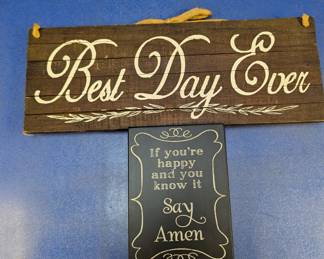 Best Day Ever
If you're
happy
and you
know it
Say
Amen